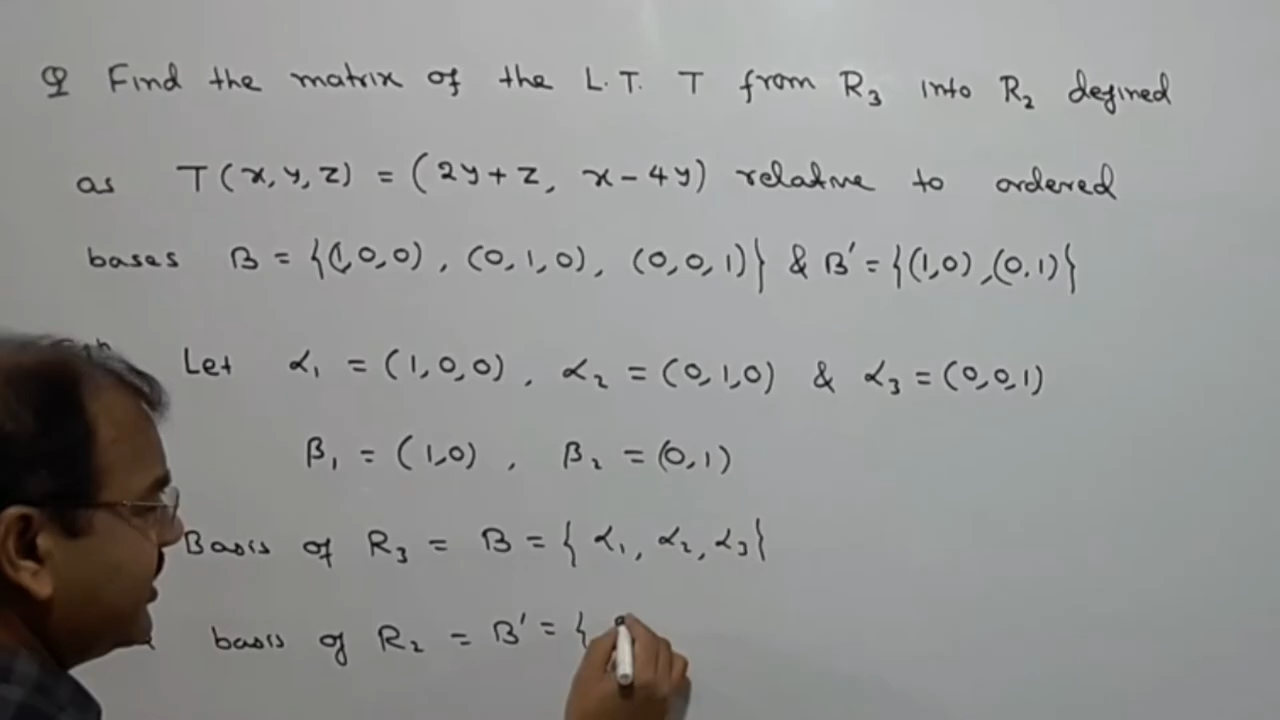 Q Find the matrix of the L.T. T from R₃ into R₂ defined
as T(x,y,z) = (2y+z, x-4y) relative to ordered
bases B = {(1,0,0), (0,1,0), (0,0,1)} & B' = {(1,0),(0,1)}
Let α₁ = (1,0,0), α₂ = (0,1,0) & α₃ = (0,0,1)
β₁ = (1,0), β₂ = (0,1)
Basis of R₃ = B = {α₁, α₂, α₃}
basis of R₂ = B' = {